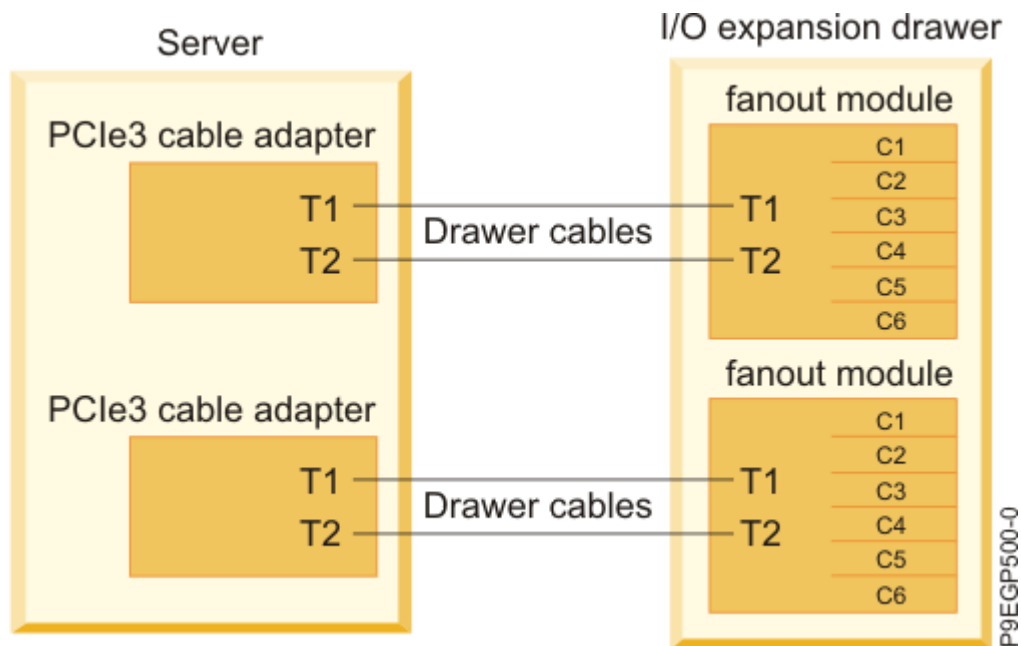 Server
I/O expansion drawer
PCIe3 cable adapter
T1
T2
Drawer cables
fanout module
T1
T2
C1
C2
C3
C4
C5
C6
PCIe3 cable adapter
T1
T2
Drawer cables
fanout module
T1
T2
C1
C2
C3
C4
C5
C6
P9EGP500-0